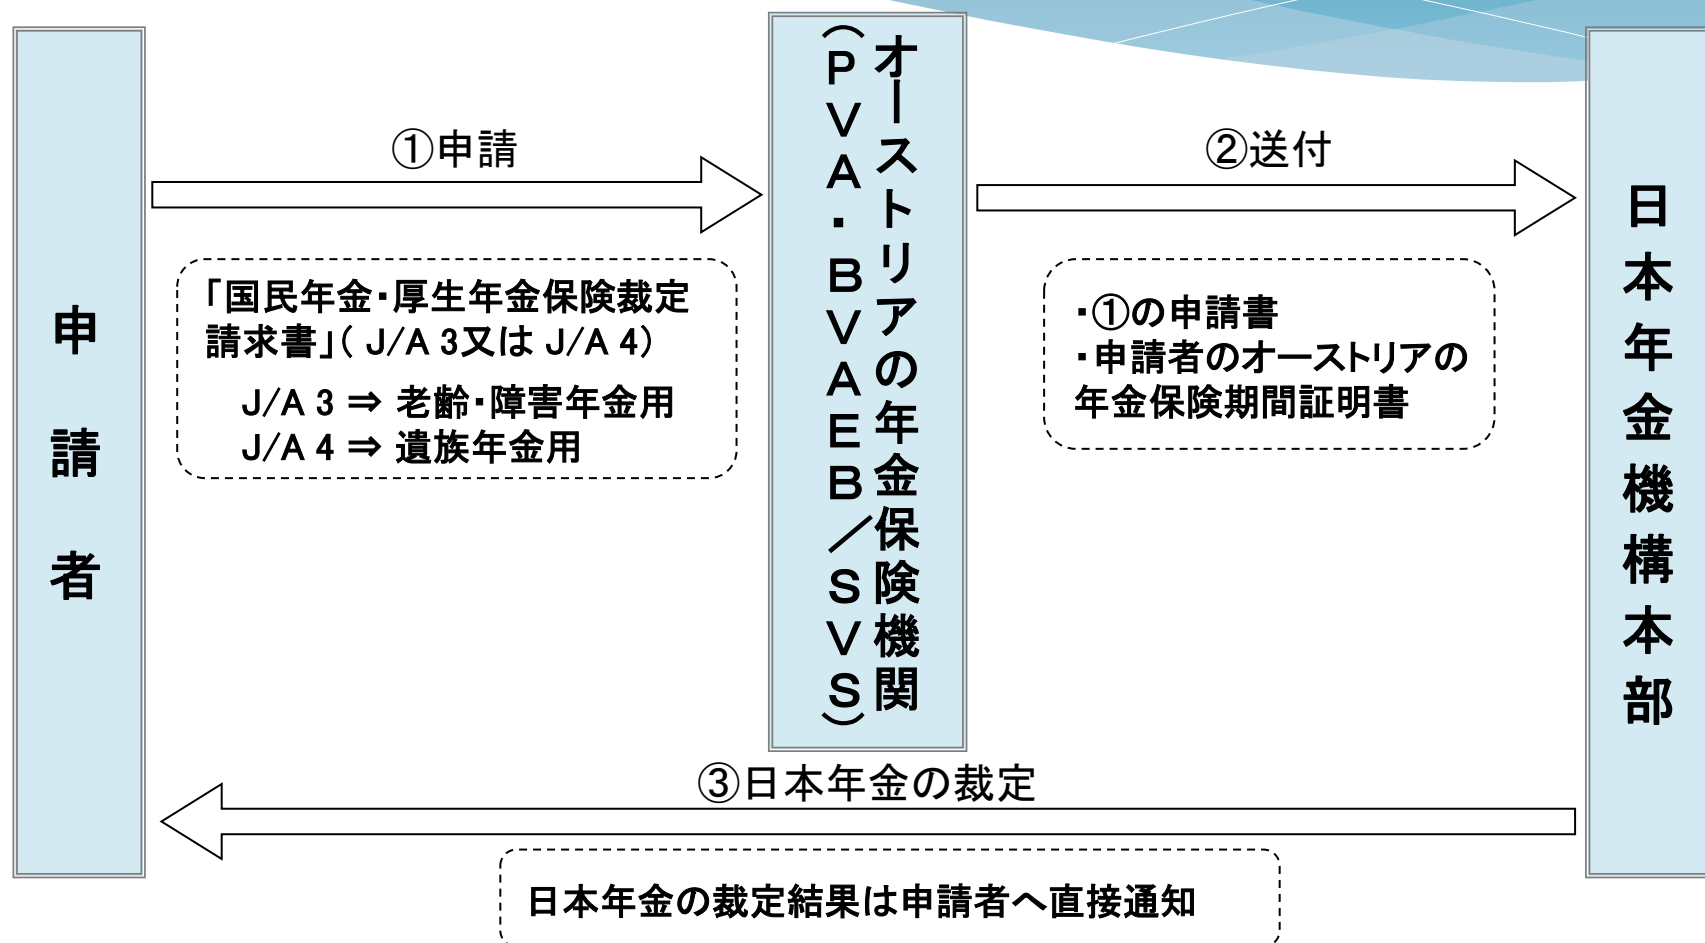 申請者
①申請
「国民年金・厚生年金保険裁定
請求書」( J/A 3又は J/A 4)
J/A 3 ⇒ 老齢・障害年金用
J/A 4 ⇒ 遺族年金用
オーストリアの年金保険機関
(PVA・BVAEB/SVS)
②送付
・①の申請書
・申請者のオーストリアの
年金保険期間証明書
日本年金機構本部
③日本年金の裁定
日本年金の裁定結果は申請者へ直接通知